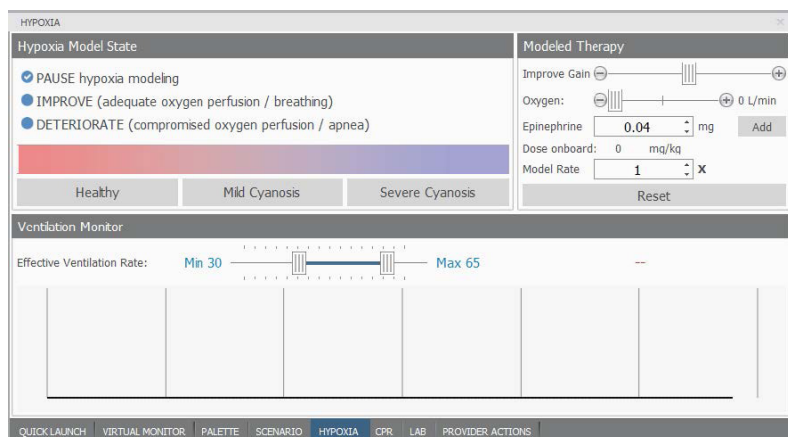 HYPOXIA
Hypoxia Model State
PAUSE hypoxia modeling
IMPROVE (adequate oxygen perfusion / breathing)
DETERIORATE (compromised oxygen perfusion / apnea)
Healthy Mild Cyanosis Severe Cyanosis
Modeled Therapy
Improve Gain
Oxygen: 0 L/min
Epinephrine 0.04 mg Add
Dose onboard: 0 mg/kg
Model Rate 1 X
Reset
Ventilation Monitor
Effective Ventilation Rate: Min 30 Max 65 --
QUICK LAUNCH VIRTUAL MONITOR PALETTE SCENARIO HYPOXIA CPR LAB PROVIDER ACTIONS